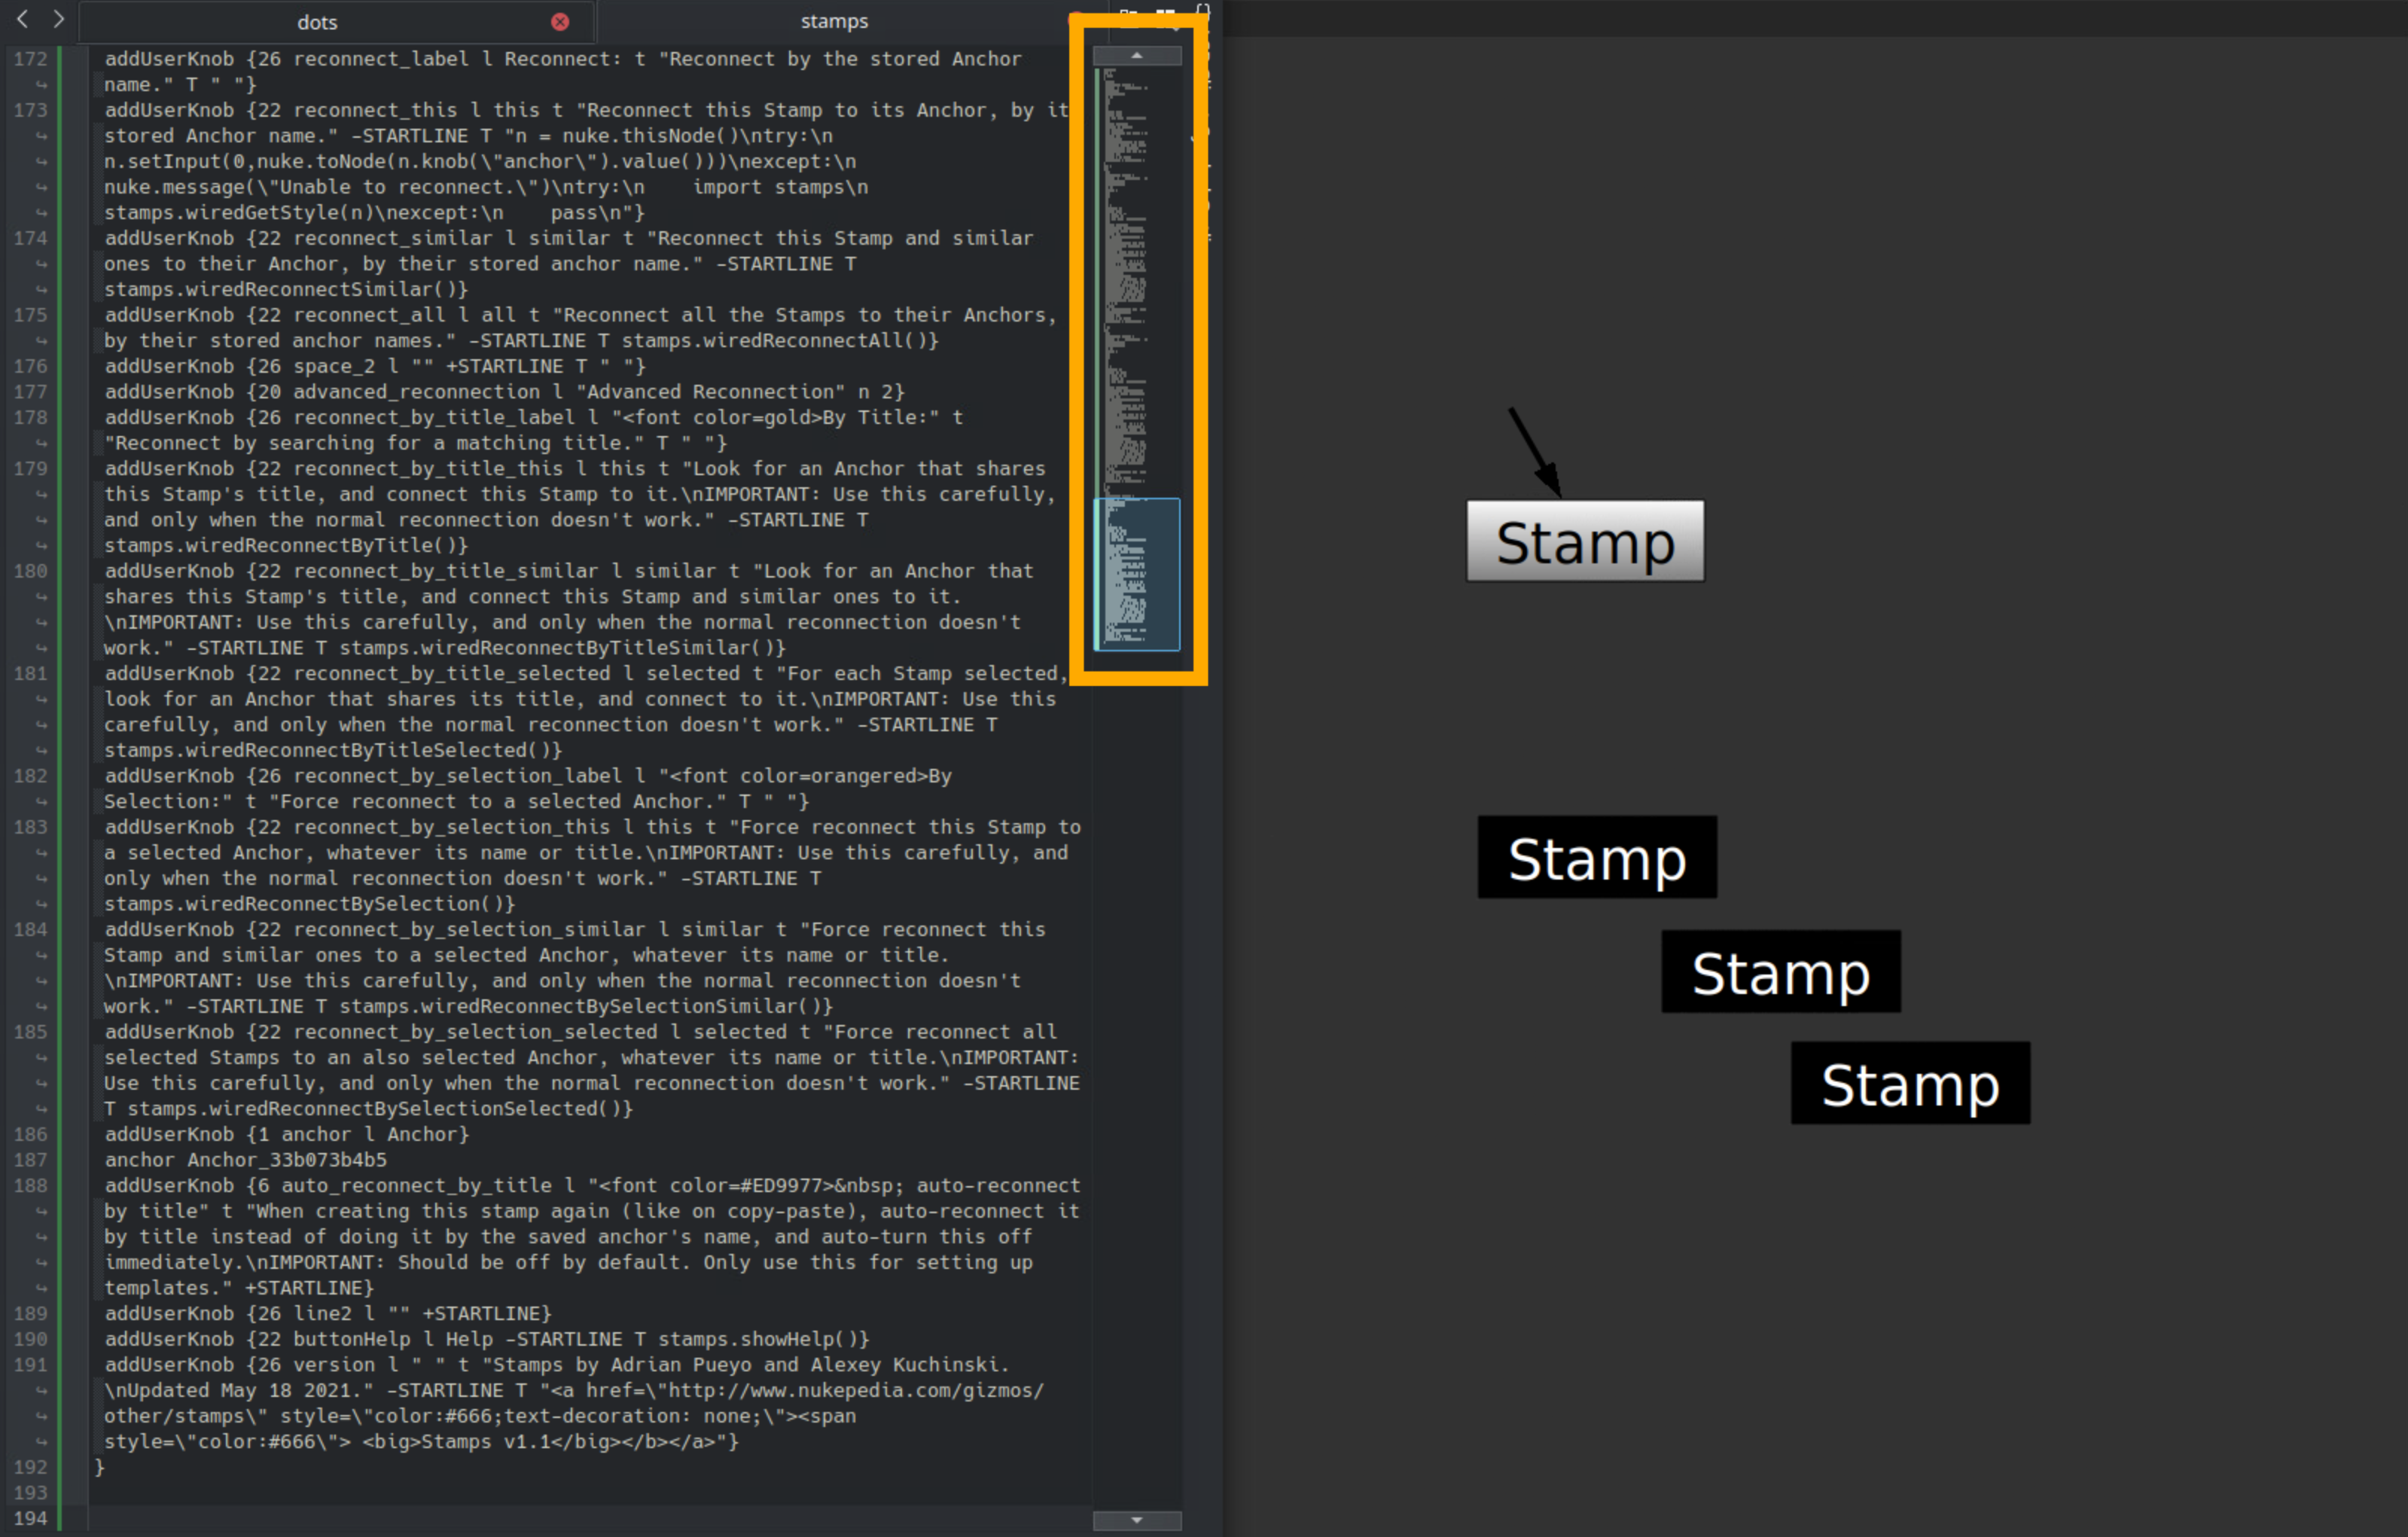 dots
stamps
172 addUserKnob {26 reconnect_label l Reconnect: t "Reconnect by the stored Anchor
name." T " "}
173 addUserKnob {22 reconnect_this l this t "Reconnect this Stamp to its Anchor, by it
stored Anchor name." -STARTLINE T "n = nuke.thisNode()\ntry:\n
n.setInput(0,nuke.toNode(n.knob(\"anchor\").value()))\nexcept:\n
nuke.message(\"Unable to reconnect.\")\ntry:\n    import stamps\n
stamps.wiredGetStyle(n)\nexcept:\n    pass\n"}
174 addUserKnob {22 reconnect_similar l similar t "Reconnect this Stamp and similar
ones to their Anchor, by their stored anchor name." -STARTLINE T
stamps.wiredReconnectSimilar()}
175 addUserKnob {22 reconnect_all l all t "Reconnect all the Stamps to their Anchors,
by their stored anchor names." -STARTLINE T stamps.wiredReconnectAll()}
176 addUserKnob {26 space_2 l "" +STARTLINE T " "}
177 addUserKnob {20 advanced_reconnection l "Advanced Reconnection" n 2}
178 addUserKnob {26 reconnect_by_title_label l "<font color=gold>By Title:" t
"Reconnect by searching for a matching title." T " "}
179 addUserKnob {22 reconnect_by_title_this l this t "Look for an Anchor that shares
this Stamp's title, and connect this Stamp to it.\nIMPORTANT: Use this carefully,
and only when the normal reconnection doesn't work." -STARTLINE T
stamps.wiredReconnectByTitle()}
180 addUserKnob {22 reconnect_by_title_similar l similar t "Look for an Anchor that
shares this Stamp's title, and connect this Stamp and similar ones to it.
\nIMPORTANT: Use this carefully, and only when the normal reconnection doesn't
work." -STARTLINE T stamps.wiredReconnectByTitleSimilar()}
181 addUserKnob {22 reconnect_by_title_selected l selected t "For each Stamp selected,
look for an Anchor that shares its title, and connect to it.\nIMPORTANT: Use this
carefully, and only when the normal reconnection doesn't work." -STARTLINE T
stamps.wiredReconnectByTitleSelected()}
182 addUserKnob {26 reconnect_by_selection_label l "<font color=orangered>By
Selection:" t "Force reconnect to a selected Anchor." T " "}
183 addUserKnob {22 reconnect_by_selection_this l this t "Force reconnect this Stamp to
a selected Anchor, whatever its name or title.\nIMPORTANT: Use this carefully, and
only when the normal reconnection doesn't work." -STARTLINE T
stamps.wiredReconnectBySelection()}
184 addUserKnob {22 reconnect_by_selection_similar l similar t "Force reconnect this
Stamp and similar ones to a selected Anchor, whatever its name or title.
\nIMPORTANT: Use this carefully, and only when the normal reconnection doesn't
work." -STARTLINE T stamps.wiredReconnectBySelectionSimilar()}
185 addUserKnob {22 reconnect_by_selection_selected l selected t "Force reconnect all
selected Stamps to an also selected Anchor, whatever its name or title.\nIMPORTANT:
Use this carefully, and only when the normal reconnection doesn't work." -STARTLINE
T stamps.wiredReconnectBySelectionSelected()}
186 addUserKnob {1 anchor l Anchor}
187 anchor Anchor_33b073b4b5
188 addUserKnob {6 auto_reconnect_by_title l "<font color=#ED9977>&nbsp; auto-reconnect
by title" t "When creating this stamp again (like on copy-paste), auto-reconnect it
by title instead of doing it by the saved anchor's name, and auto-turn this off
immediately.\nIMPORTANT: Should be off by default. Only use this for setting up
templates." +STARTLINE}
189 addUserKnob {26 line2 l "" +STARTLINE}
190 addUserKnob {22 buttonHelp l Help -STARTLINE T stamps.showHelp()}
191 addUserKnob {26 version l " " t "Stamps by Adrian Pueyo and Alexey Kuchinski.
\nUpdated May 18 2021." -STARTLINE T "<a href=\"http://www.nukepedia.com/gizmos/
other/stamps\" style=\"color:#666;text-decoration: none;\"><span
style=\"color:#666\"> <big>Stamps v1.1</big></b></a>"}
192 }
193
194
Stamp
Stamp
Stamp
Stamp